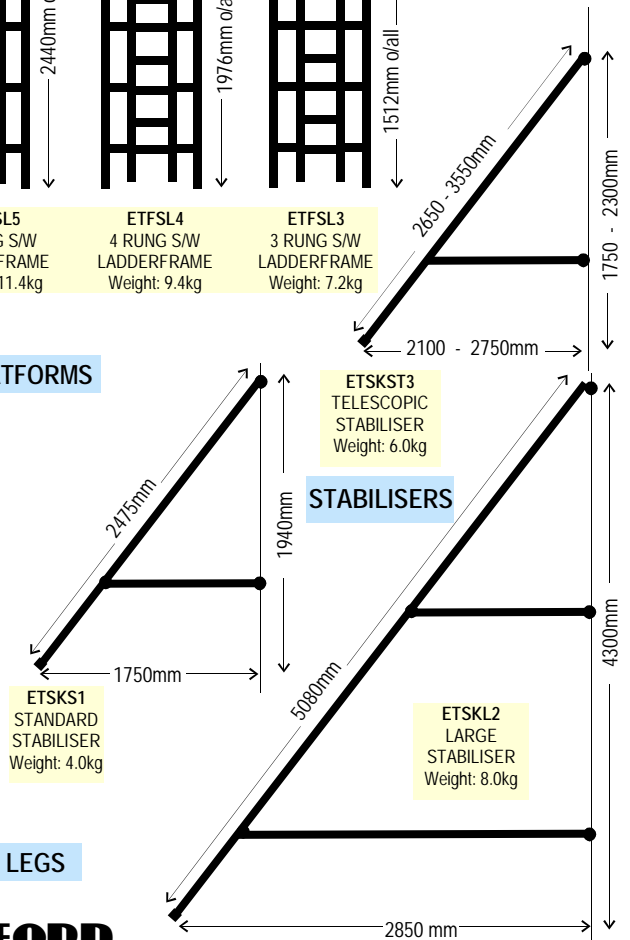 2440mm
1976mm o/a
1512mm o/all
SL5
S/W
FRAME
11.4kg
ETFSL4
4 RUNG S/W
LADDERFRAME
Weight: 9.4kg
ETFSL3
3 RUNG S/W
LADDERFRAME
Weight: 7.2kg
2650 - 3550mm
1750 - 2300mm
2100 - 2750mm
ETSKST3
TELESCOPIC
STABILISER
Weight: 6.0kg
TFORMS
STABILISERS
2475mm
1940mm
1750mm
ETSKS1
STANDARD
STABILISER
Weight: 4.0kg
5080mm
4300mm
2850 mm
ETSKL2
LARGE
STABILISER
Weight: 8.0kg
LEGS